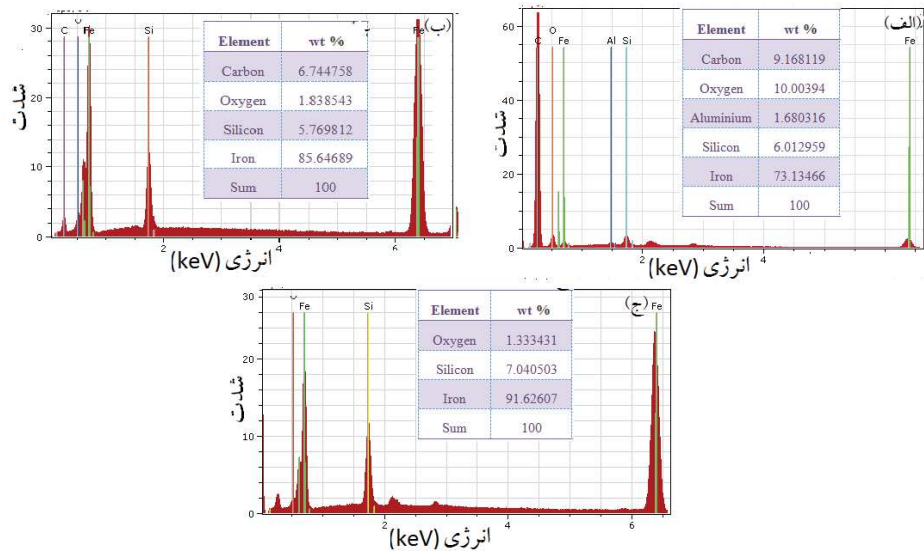 (ب)
C
Fe
Si
Fe
Element wt %
Carbon 6.744758
Oxygen 1.838543
Silicon 5.769812
Iron 85.64689
Sum 100
شدت
30
20
10
0
2
4
6
انرژی (keV)
(الف)
C
O
Fe
Al
Si
Fe
Element wt %
Carbon 9.168119
Oxygen 10.00394
Aluminium 1.680316
Silicon 6.012959
Iron 73.13466
Sum 100
شدت
60
40
20
0
2
4
انرژی (keV)
(ج)
Fe
Si
Fe
Element wt %
Oxygen 1.333431
Silicon 7.040503
Iron 91.62607
Sum 100
شدت
30
20
10
0
2
4
6
انرژی (keV)